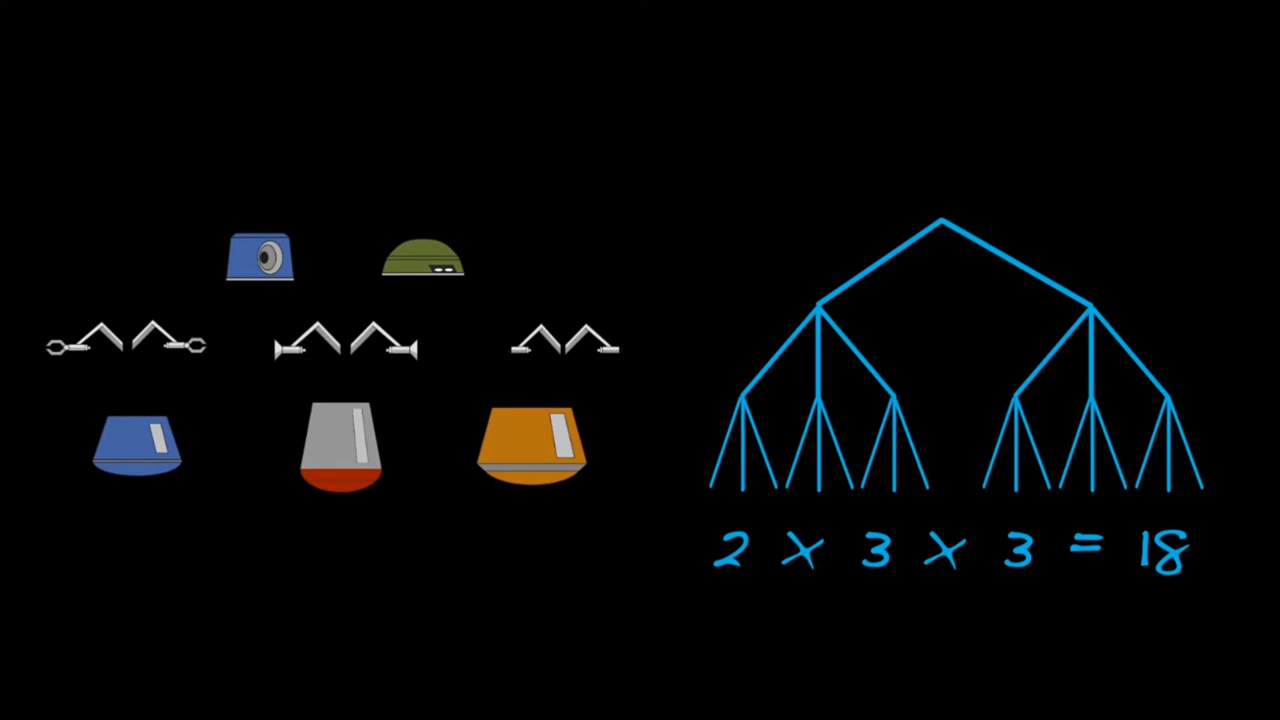 2 × 3 × 3 = 18